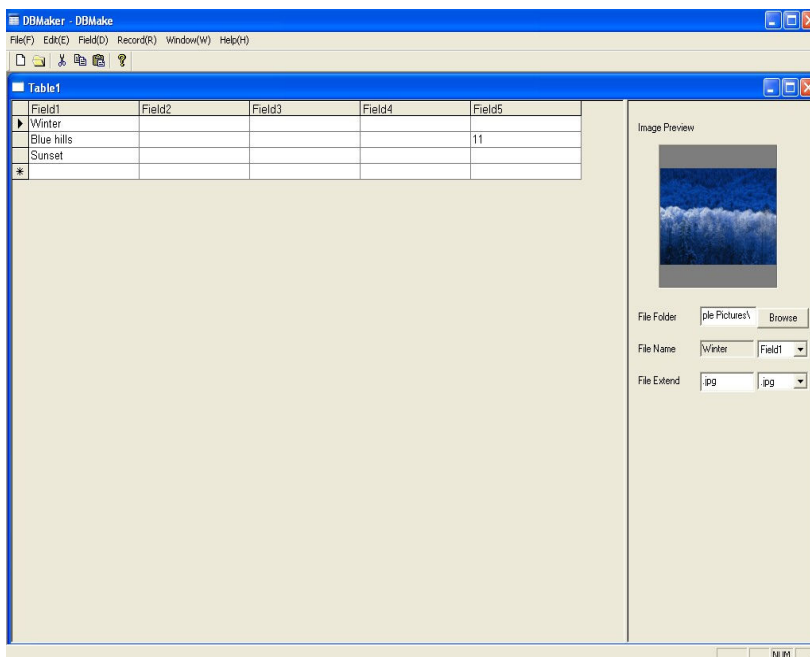 DBMaker - DBMake
File(F) Edit(E) Field(D) Record(R) Window(W) Help(H)
Table1
Field1 Field2 Field3 Field4 Field5
Winter
Blue hills 11
Sunset
Image Preview
File Folder ple Pictures\ Browse
File Name Winter Field1
File Extend .jpg .jpg
NUM